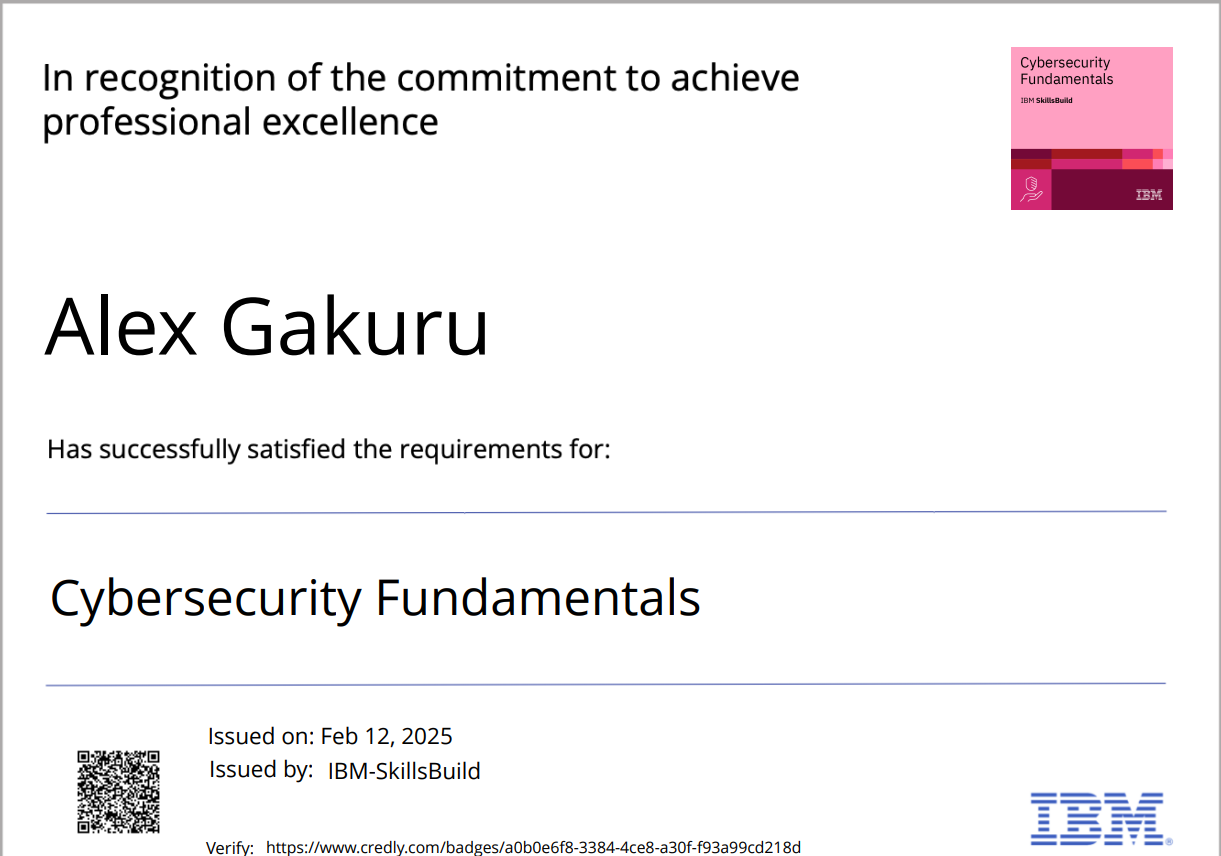 In recognition of the commitment to achieve
professional excellence
Cybersecurity
Fundamentals
IBM SkillsBuild
IBM
Alex Gakuru
Has successfully satisfied the requirements for:
Cybersecurity Fundamentals
Issued on: Feb 12, 2025
Issued by: IBM-SkillsBuild
IBM®
Verify: https://www.credly.com/badges/a0b0e6f8-3384-4ce8-a30f-f93a99cd218d